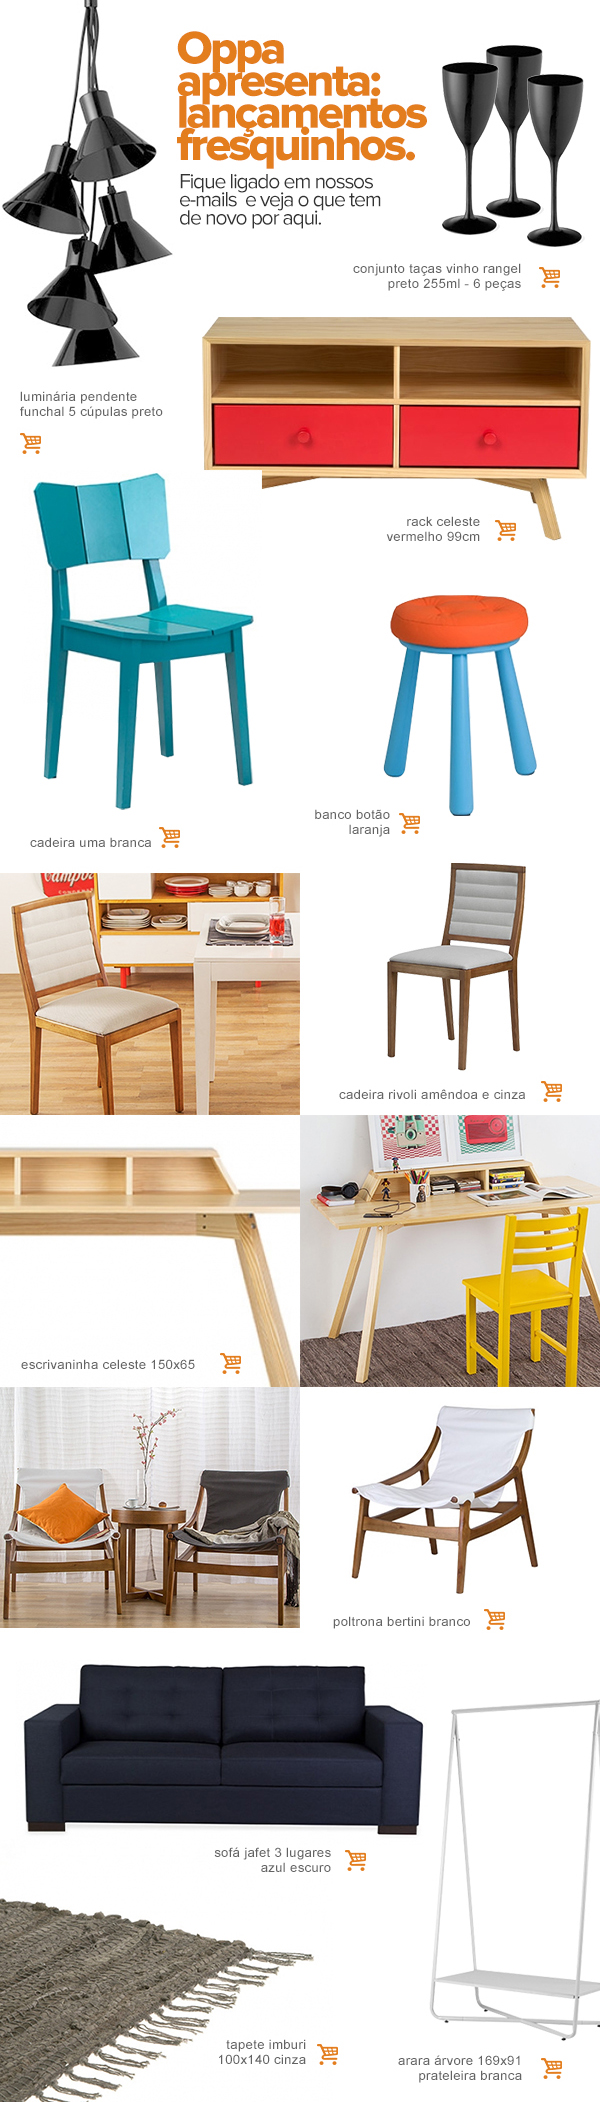 Oppa
apresenta:
lançamentos
fresquinhos.
Fique ligado em nossos
e-mails e veja o que tem
de novo por aqui.
conjunto taças vinho rangel
preto 255ml - 6 peças
luminária pendente
funchal 5 cúpulas preto
rack celeste
vermelho 99cm
banco botão
laranja
cadeira uma branca
cadeira rivoli amêndoa e cinza
escrivaninha celeste 150x65
poltrona bertini branco
sofá jafet 3 lugares
azul escuro
tapete imburi
100x140 cinza
arara árvore 169x91
prateleira branca